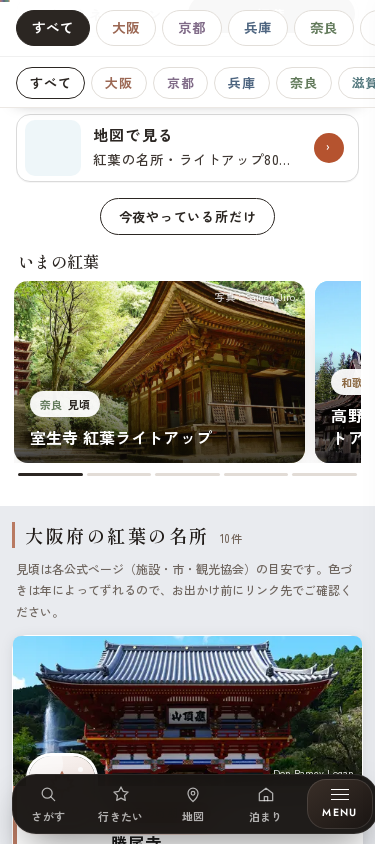 すべて 大阪 京都 兵庫 奈良
すべて 大阪 京都 兵庫 奈良 滋賀
地図で見る
紅葉の名所・ライトアップ80…
今夜やっている所だけ
いまの紅葉
奈良 見頃
室生寺 紅葉ライトアップ
和歌
高野
トア
大阪府の紅葉の名所 10件
見頃は各公式ページ（施設・市・観光協会）の目安です。色づ
きは年によってずれるので、お出かけ前にリンク先でご確認く
ださい。
勝尾寺
さがす 行きたい 地図 泊まり MENU